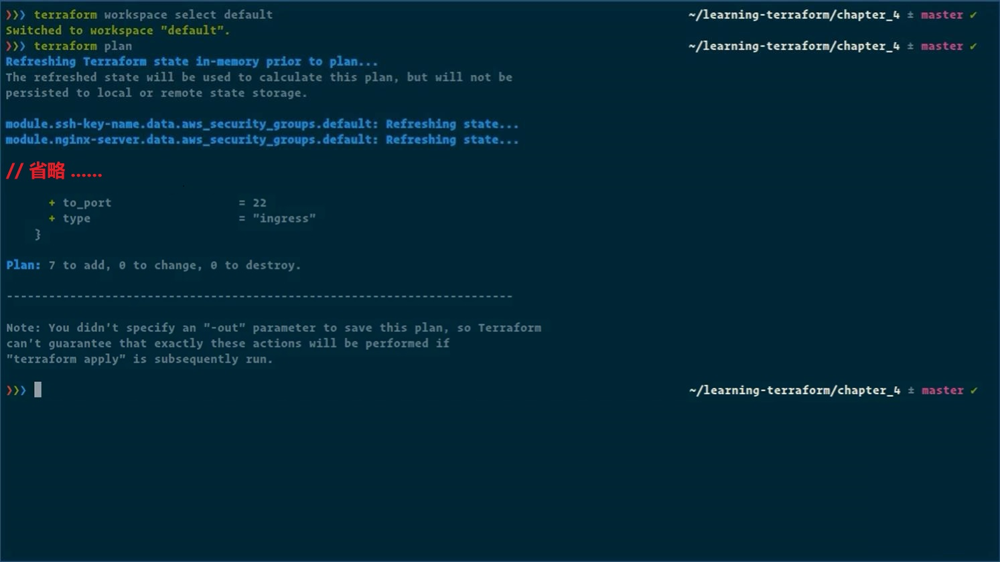 ❯❯❯ terraform workspace select default ~/learning-terraform/chapter_4 ± master ✔
Switched to workspace "default".
❯❯❯ terraform plan ~/learning-terraform/chapter_4 ± master ✔
Refreshing Terraform state in-memory prior to plan...
The refreshed state will be used to calculate this plan, but will not be
persisted to local or remote state storage.
module.ssh-key-name.data.aws_security_groups.default: Refreshing state...
module.nginx-server.data.aws_security_groups.default: Refreshing state...
// 省略 ......
+ to_port = 22
+ type = "ingress"
}
Plan: 7 to add, 0 to change, 0 to destroy.
------------------------------------------------------------------------
Note: You didn't specify an "-out" parameter to save this plan, so Terraform
can't guarantee that exactly these actions will be performed if
"terraform apply" is subsequently run.
❯❯❯ ~/learning-terraform/chapter_4 ± master ✔